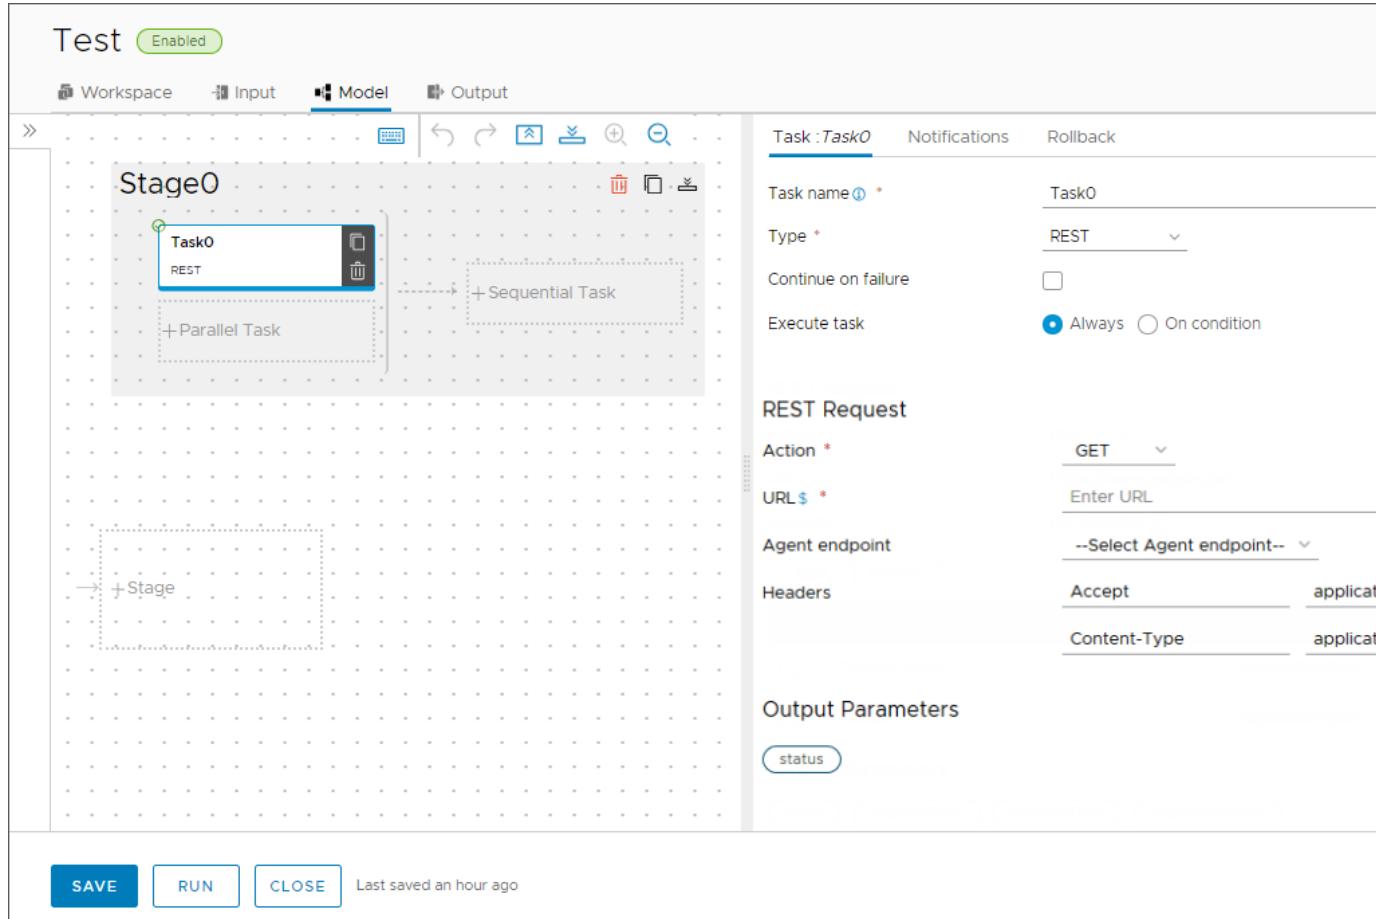 Test Enabled
Workspace Input Model Output
Task :Task0 Notifications Rollback
Stage0
Task0
REST
+Sequential Task
+Parallel Task
+Stage
Task name *
Task0
Type *
REST
Continue on failure
Execute task
Always On condition
REST Request
Action *
GET
URL$ *
Enter URL
Agent endpoint
--Select Agent endpoint--
Headers
Accept applicat
Content-Type applicat
Output Parameters
status
SAVE RUN CLOSE Last saved an hour ago